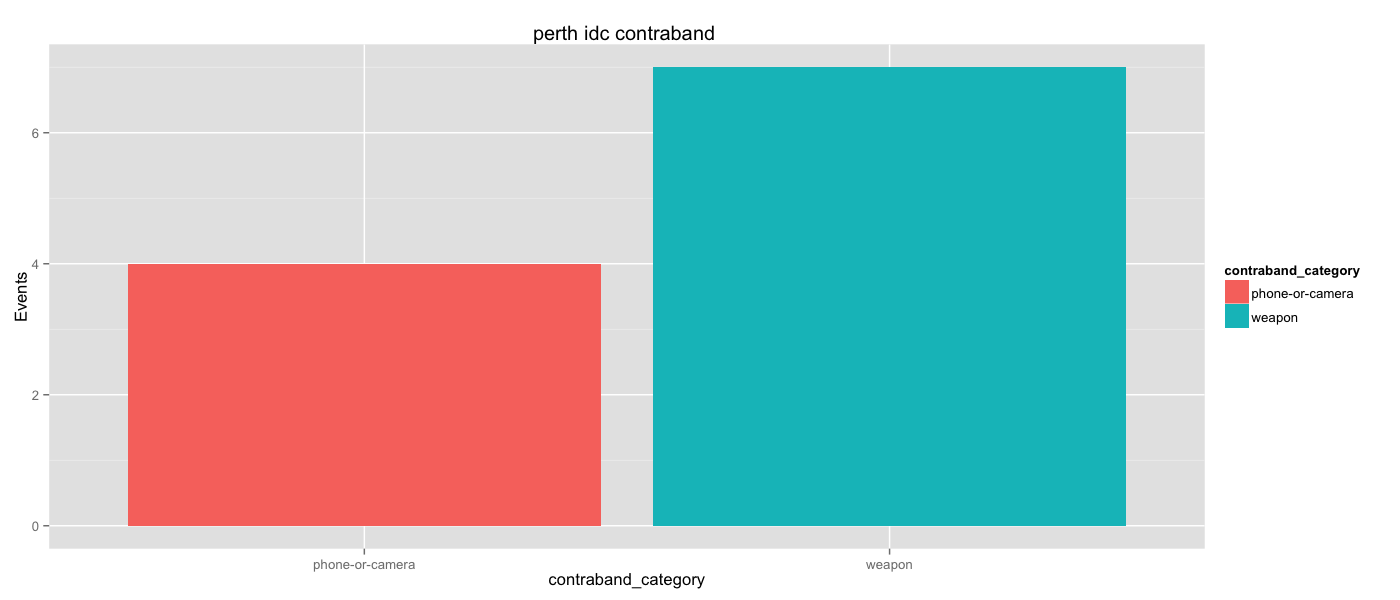 perth idc contraband
Events
6
4
2
0
phone-or-camera
weapon
contraband_category
contraband_category
phone-or-camera
weapon